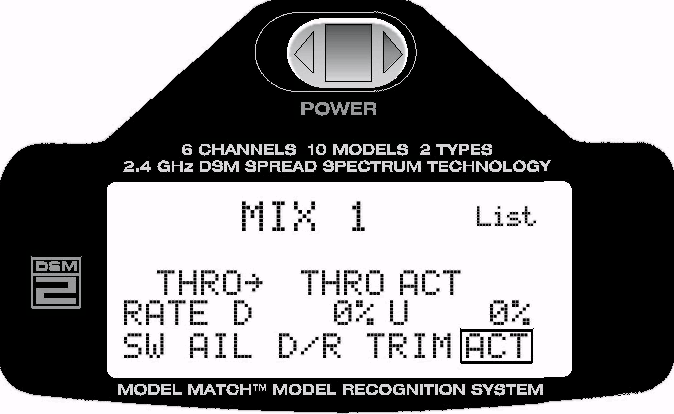 POWER
6 CHANNELS 10 MODELS 2 TYPES
2.4 GHz DSM SPREAD SPECTRUM TECHNOLOGY
MIX 1 List
DSM
2
THRO→ THRO ACT
RATE D 0% U 0%
SW AIL D/R TRIM ACT
MODEL MATCH™ MODEL RECOGNITION SYSTEM